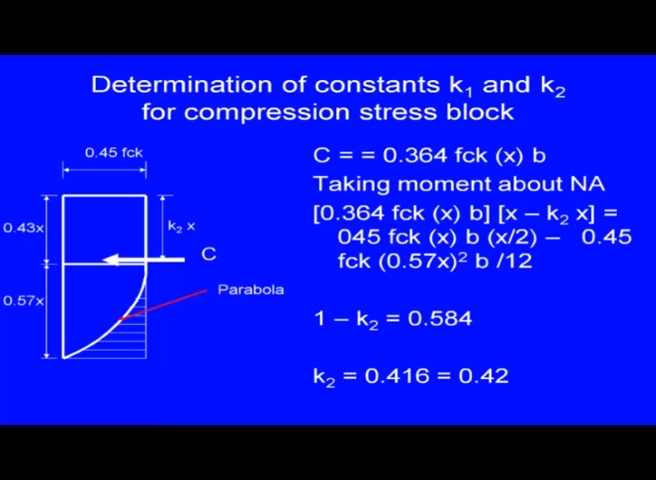 Determination of constants k₁ and k₂
for compression stress block
0.45 fck
0.43x
k₂ x
C
0.57x
Parabola
C = = 0.364 fck (x) b
Taking moment about NA
[0.364 fck (x) b] [x – k₂ x] =
045 fck (x) b (x/2) – 0.45
fck (0.57x)² b /12
1 – k₂ = 0.584
k₂ = 0.416 = 0.42